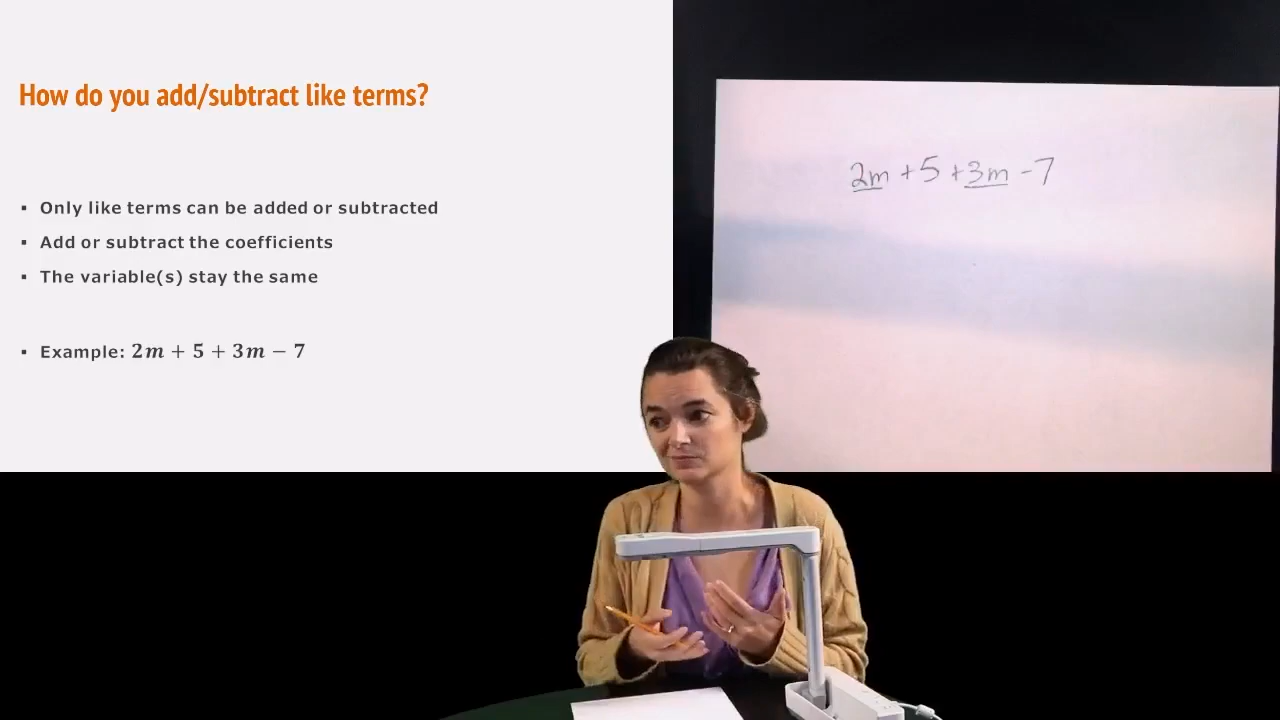 How do you add/subtract like terms?
▪ Only like terms can be added or subtracted
▪ Add or subtract the coefficients
▪ The variable(s) stay the same
▪ Example: 2m + 5 + 3m − 7
2m + 5 + 3m - 7